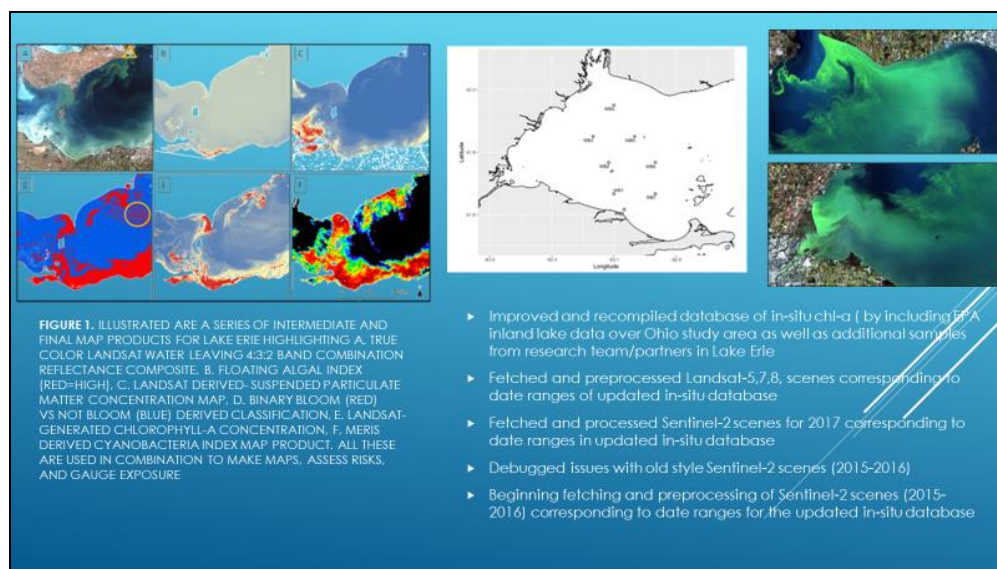 A
B
C
E
F
Latitude
Longitude
FIGURE 1. ILLUSTRATED ARE A SERIES OF INTERMEDIATE AND
FINAL MAP PRODUCTS FOR LAKE ERIE HIGHLIGHTING A. TRUE
COLOR LANDSAT WATER LEAVING 4:3:2 BAND COMBINATION
REFLECTANCE COMPOSITE, B. FLOATING ALGAL INDEX
(RED=HIGH), C. LANDSAT DERIVED- SUSPENDED PARTICULATE
MATTER CONCENTRATION MAP, D. BINARY BLOOM (RED)
VS NOT BLOOM (BLUE) DERIVED CLASSIFICATION, E. LANDSAT-
GENERATED CHLOROPHYLL-A CONCENTRATION, F. MERIS
DERIVED CYANOBACTERIA INDEX MAP PRODUCT. ALL THESE
ARE USED IN COMBINATION TO MAKE MAPS, ASSESS RISKS,
AND GAUGE EXPOSURE
Improved and recompiled database of in-situ chl-a ( by including EPA
inland lake data over Ohio study area as well as additional samples
from research team/partners in Lake Erie
Fetched and preprocessed Landsat-5,7,8, scenes corresponding to
date ranges of updated in-situ database
Fetched and processed Sentinel-2 scenes for 2017 corresponding to
date ranges in updated in-situ database
Debugged issues with old style Sentinel-2 scenes (2015-2016)
Beginning fetching and preprocessing of Sentinel-2 scenes (2015-
2016) corresponding to date ranges for the updated in-situ database